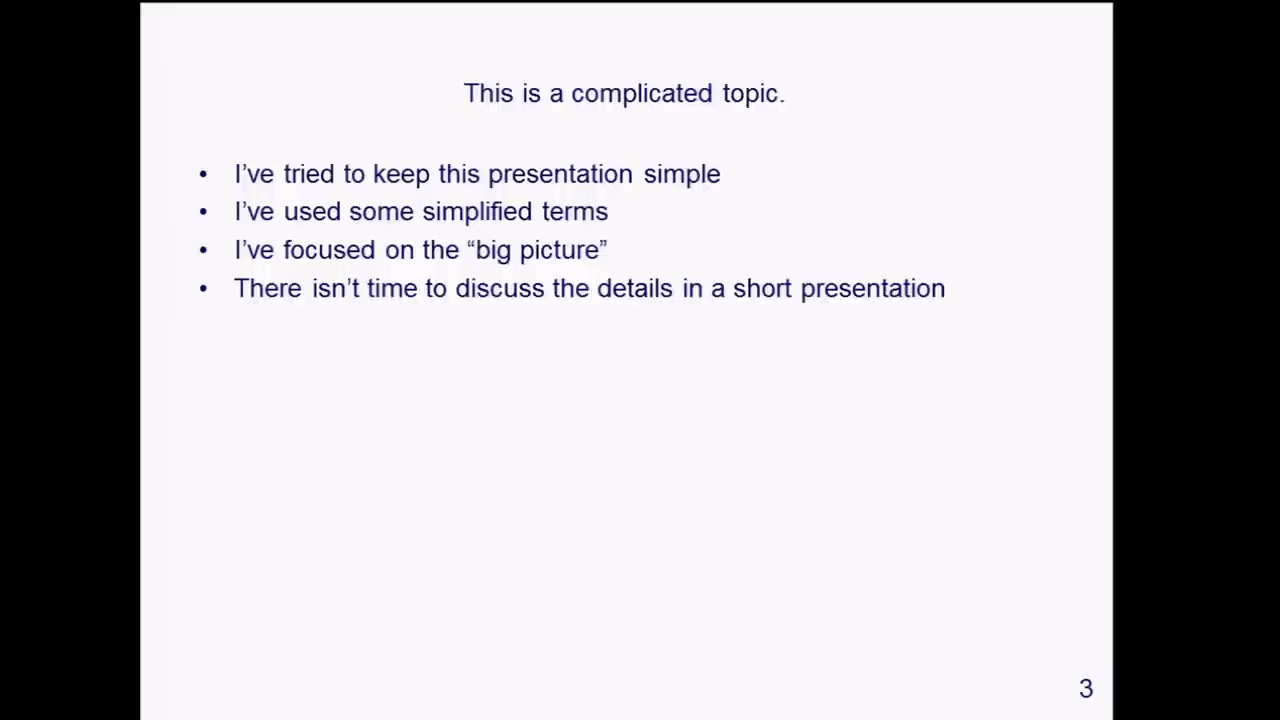 This is a complicated topic.
• I’ve tried to keep this presentation simple
• I’ve used some simplified terms
• I’ve focused on the “big picture”
• There isn’t time to discuss the details in a short presentation
3